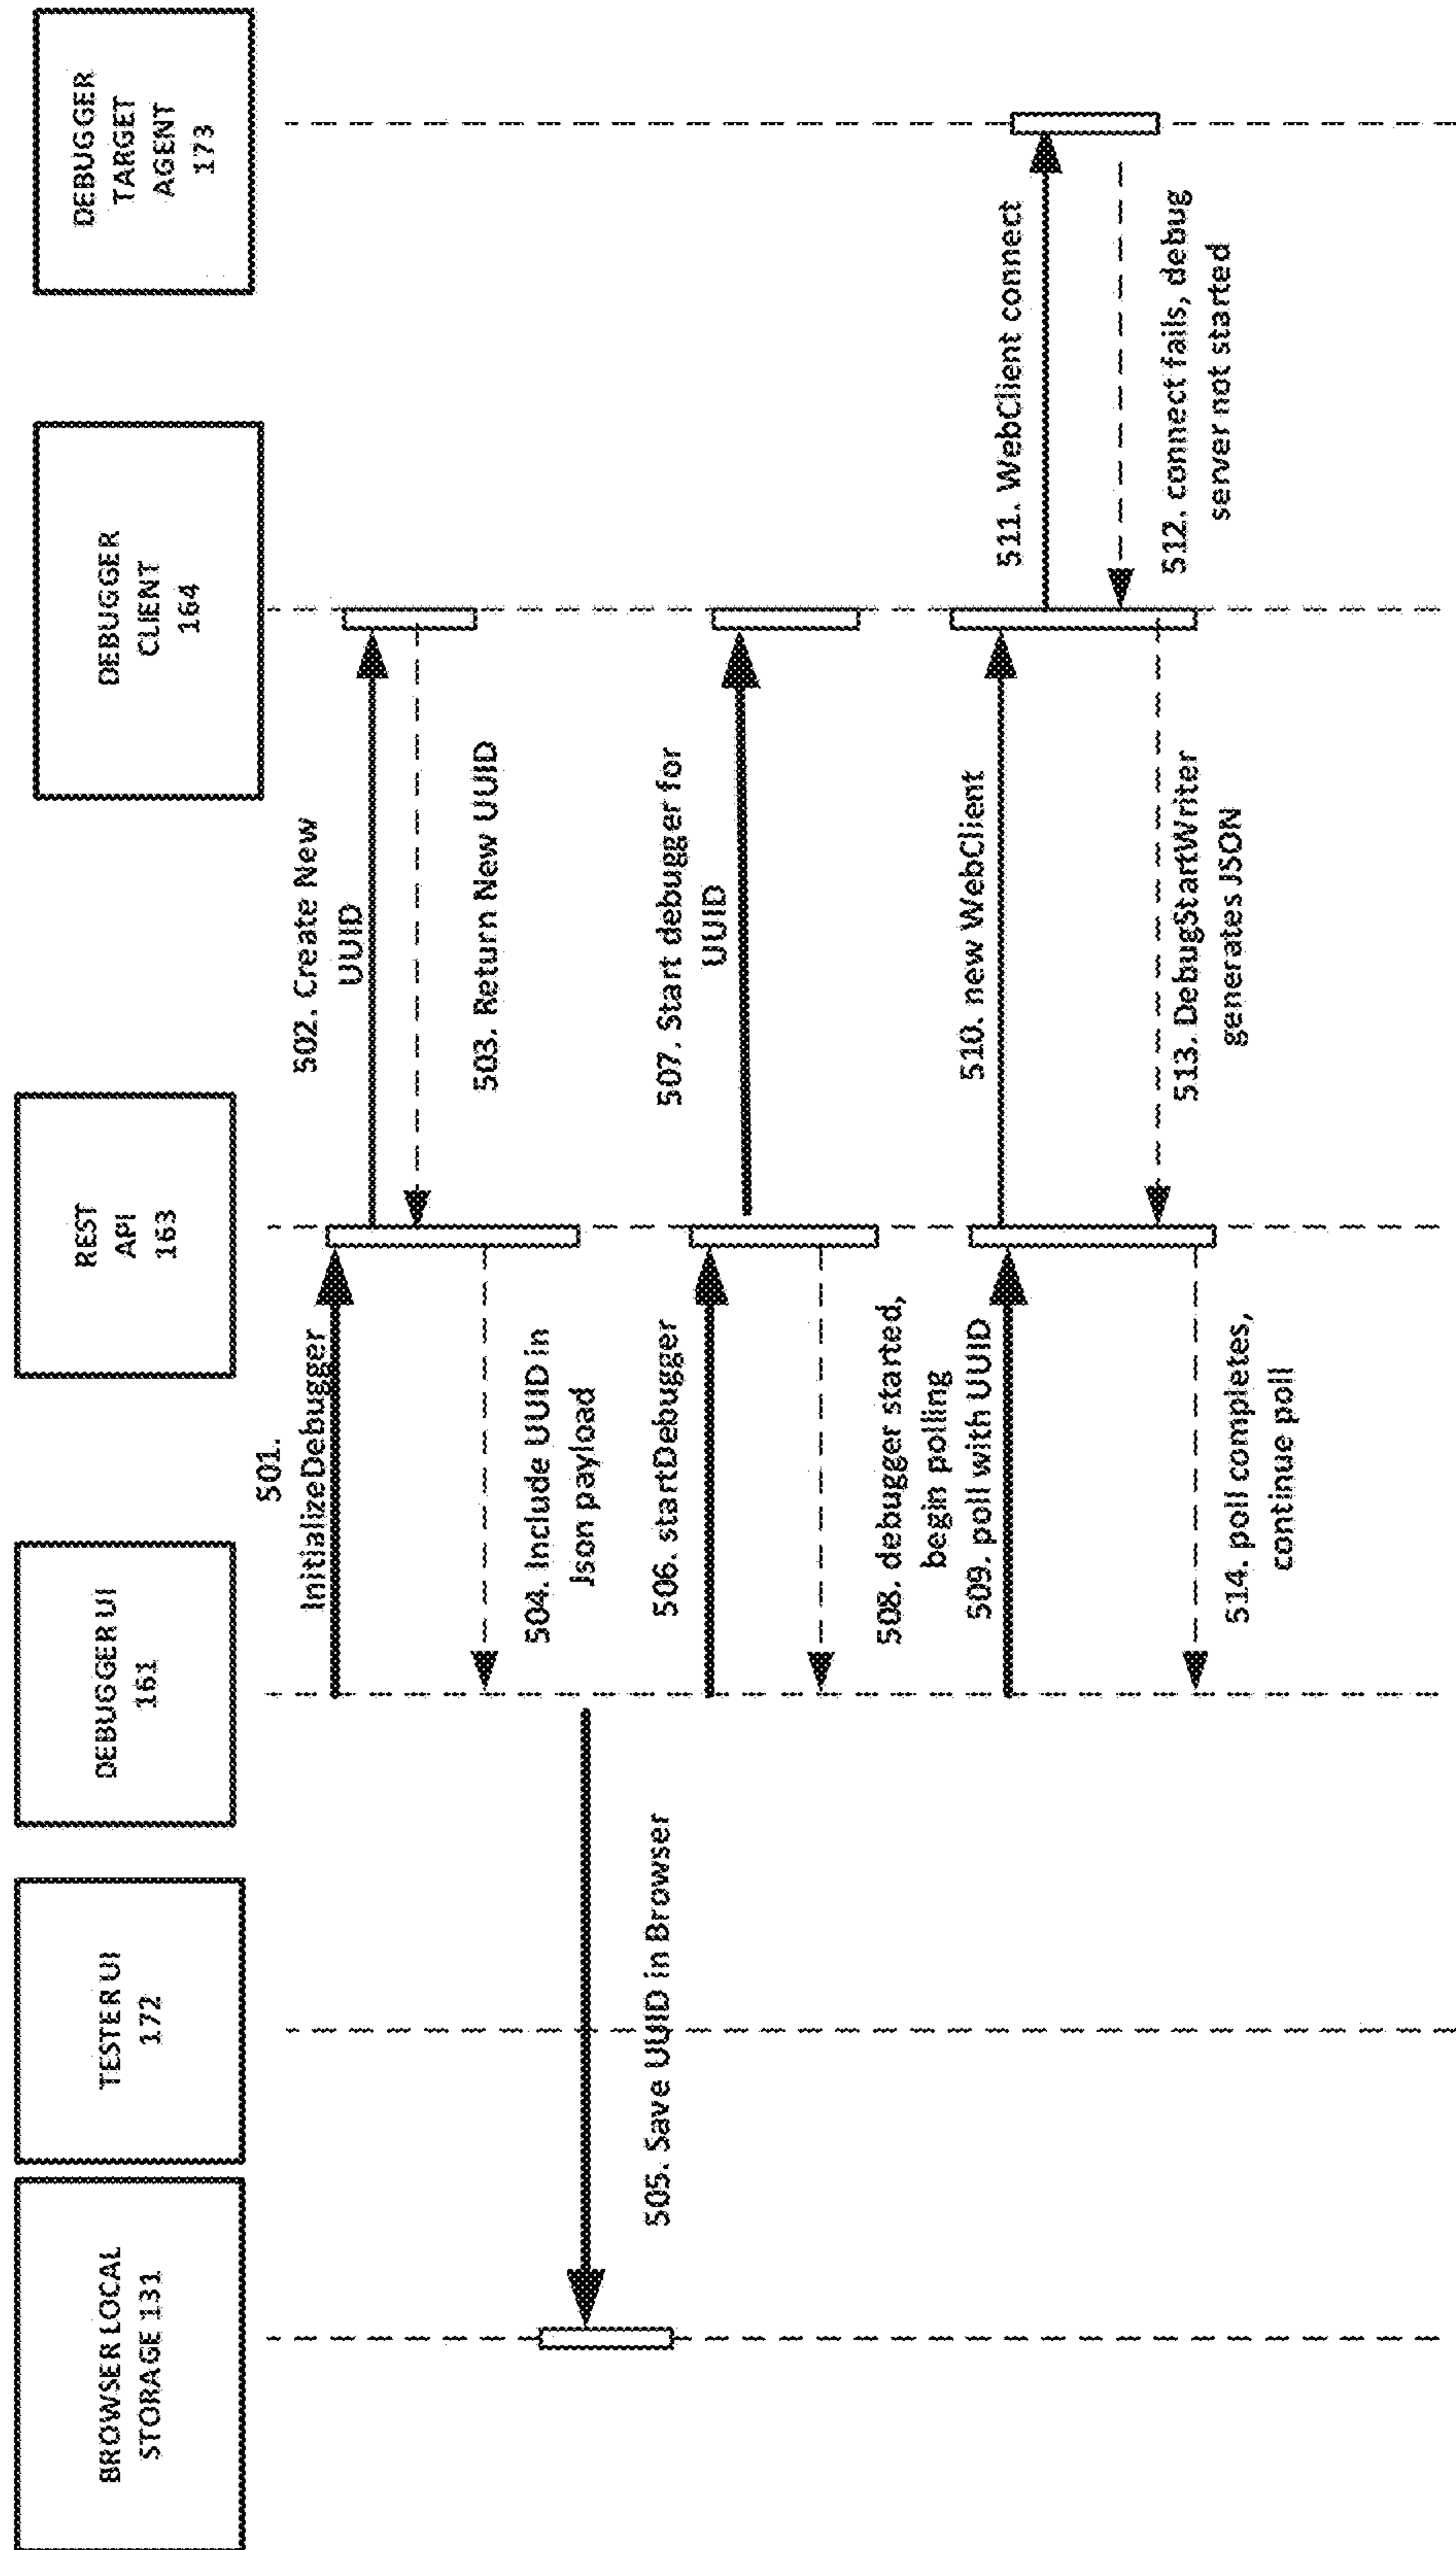 BROWSER LOCAL
STORAGE 131
TESTER UI
172
DEBUGGER UI
161
REST
API
163
DEBUGGER
CLIENT
164
DEBUGGER
TARGET
AGENT
173
501.
InitializeDebugger
502. Create New
UUID
503. Return New UUID
504. Include UUID in
Json payload
505. Save UUID in Browser
506. startDebugger
507. Start debugger for
UUID
508. debugger started,
begin polling
509. poll with UUID
510. new WebClient
511. WebClient connect
512. connect fails, debug
server not started
513. DebugStartWriter
generates JSON
514. poll completes,
continue poll